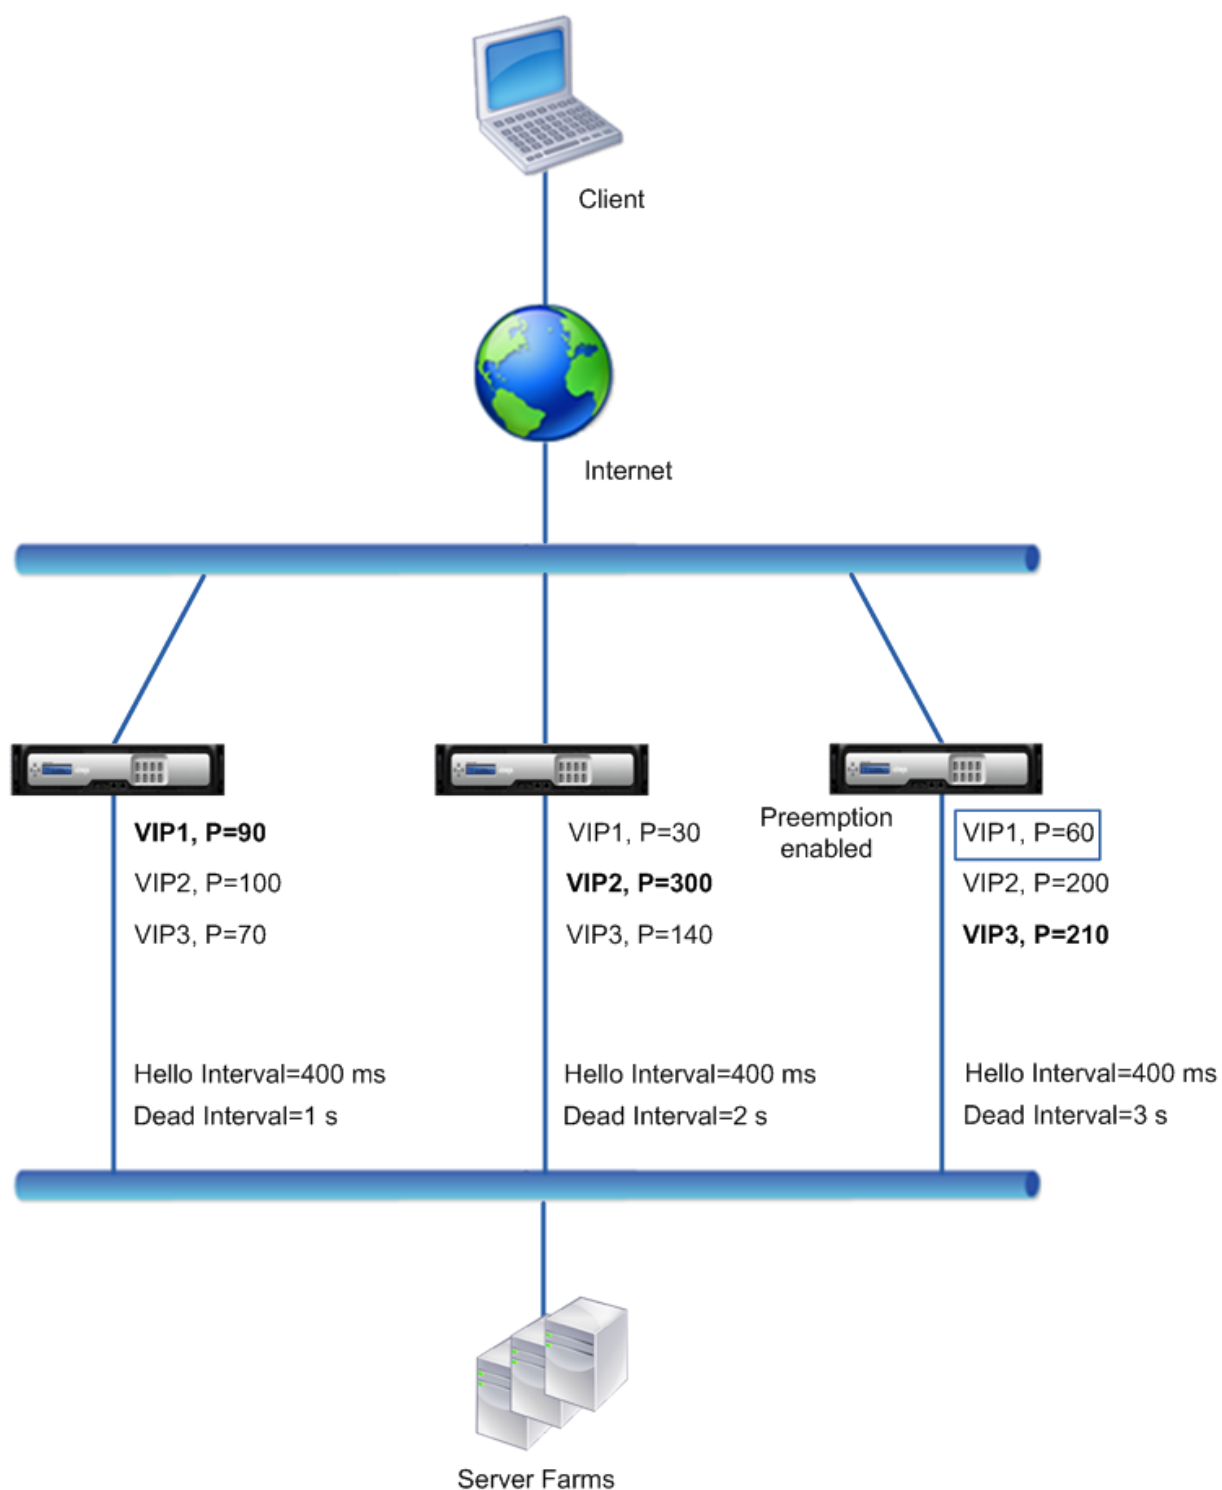 Client
Internet
VIP1, P=90
VIP2, P=100
VIP3, P=70
Hello Interval=400 ms
Dead Interval=1 s
VIP1, P=30
VIP2, P=300
VIP3, P=140
Hello Interval=400 ms
Dead Interval=2 s
Preemption
enabled
VIP1, P=60
VIP2, P=200
VIP3, P=210
Hello Interval=400 ms
Dead Interval=3 s
Server Farms